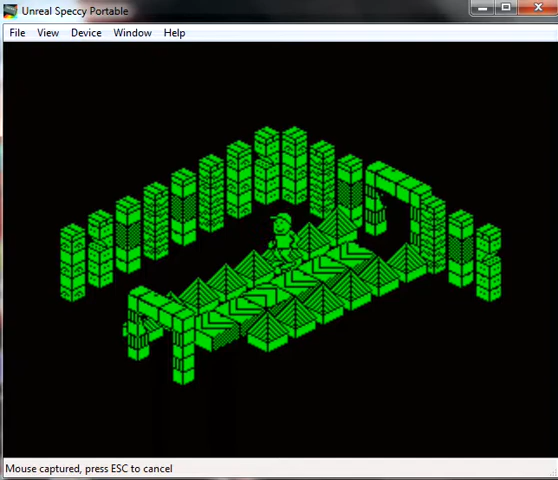 Unreal Speccy Portable
File View Device Window Help
Mouse captured, press ESC to cancel